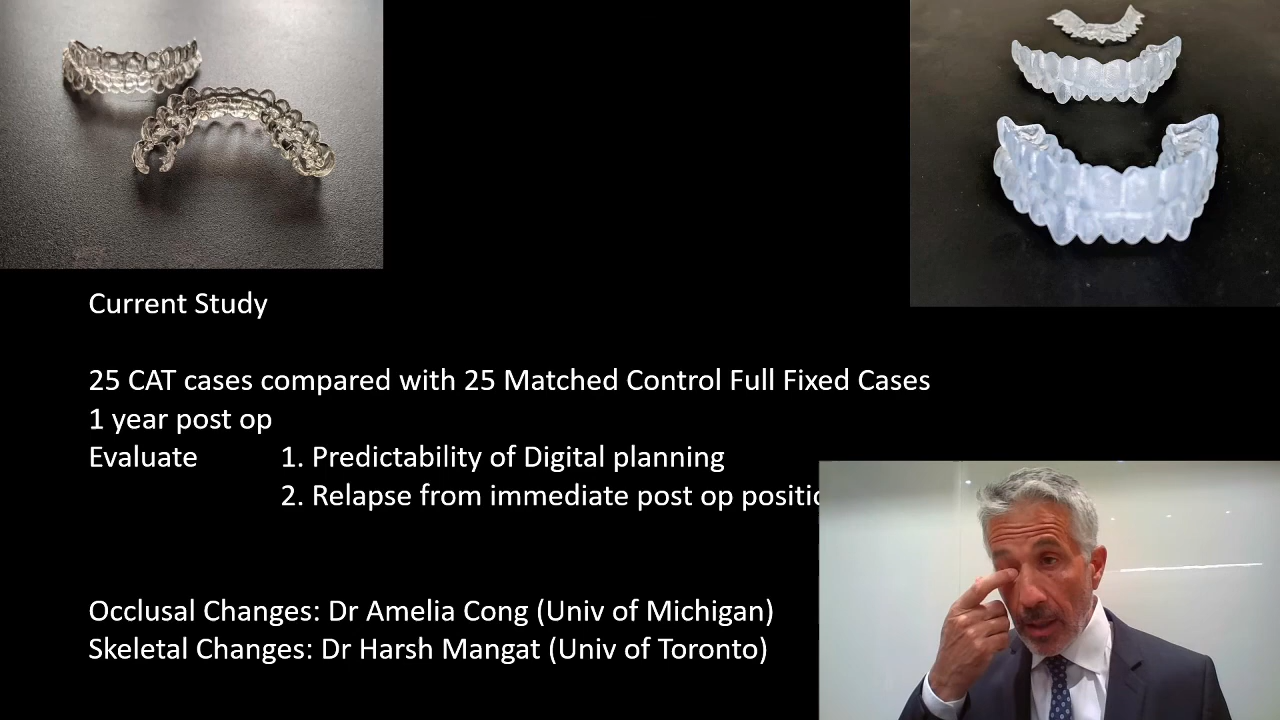 Current Study
25 CAT cases compared with 25 Matched Control Full Fixed Cases
1 year post op
Evaluate 1. Predictability of Digital planning
2. Relapse from immediate post op
Occlusal Changes: Dr Amelia Cong (Univ of Michigan)
Skeletal Changes: Dr Harsh Mangat (Univ of Toronto)